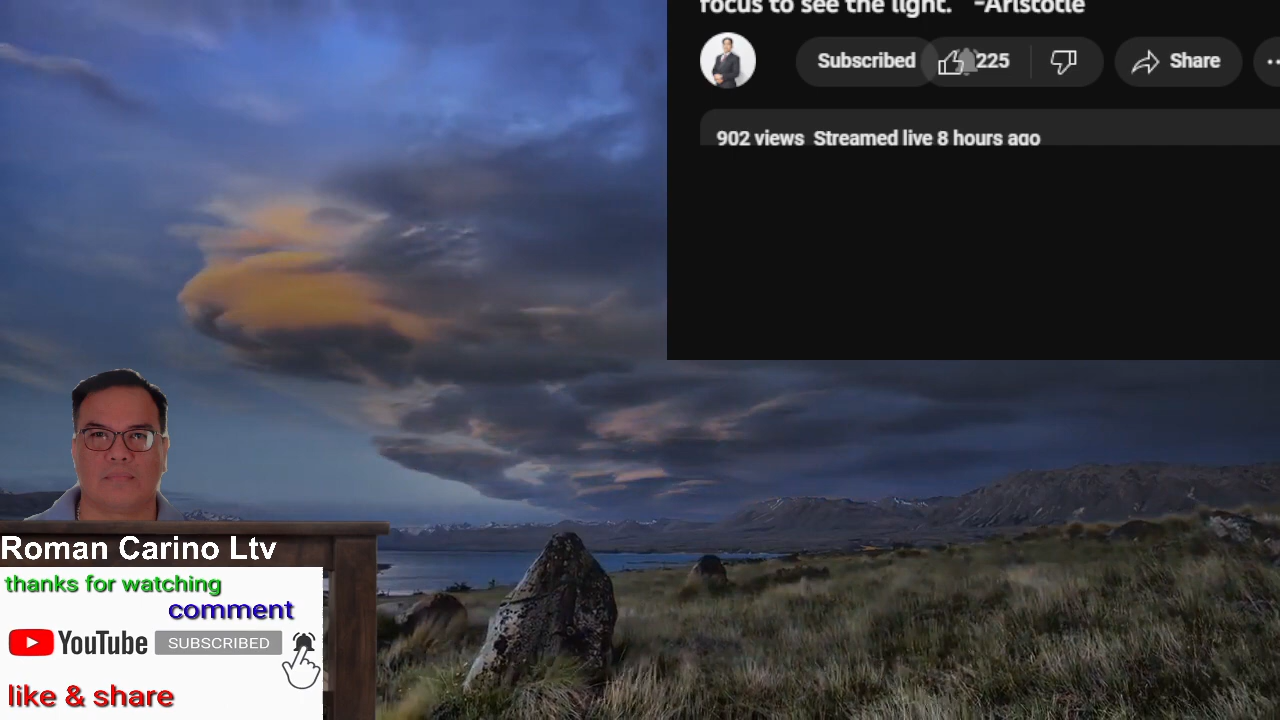 focus to see the light." -Aristotle
Subscribed 225 Share
902 views Streamed live 8 hours ago
Roman Carino Ltv
thanks for watching
comment
YouTube SUBSCRIBED
like & share